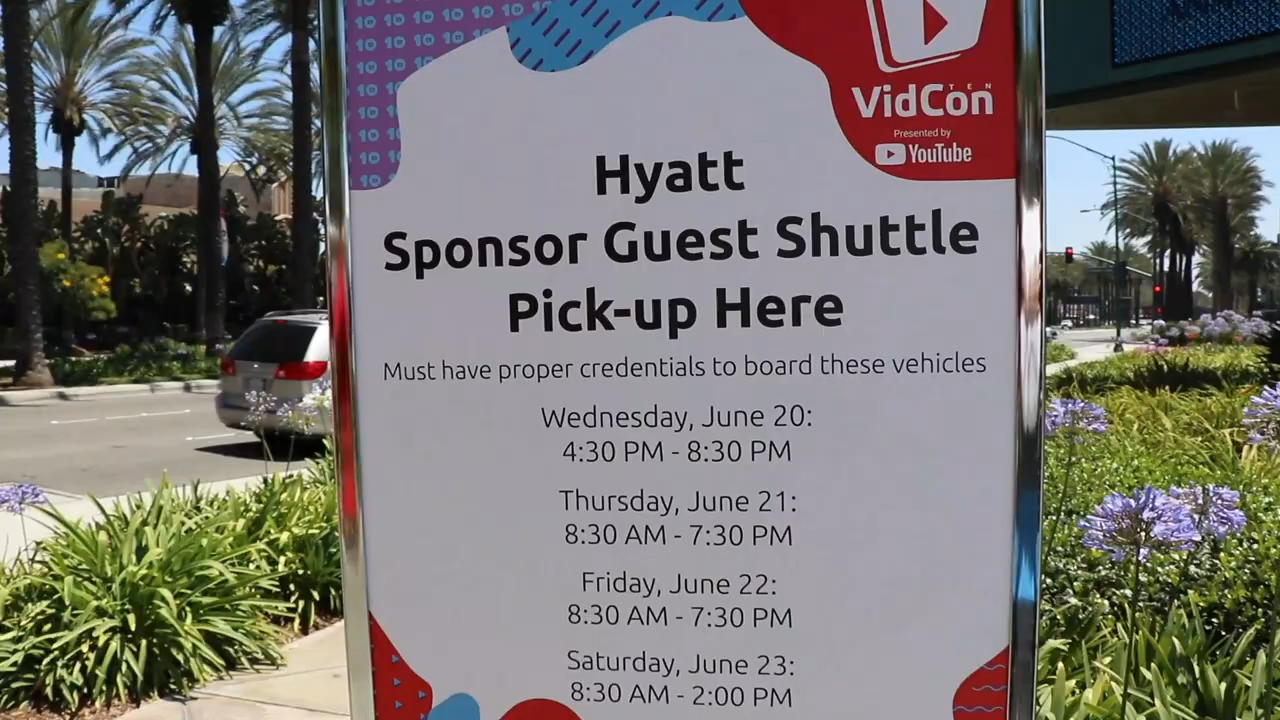 VidCon
TEN
Presented by
YouTube
Hyatt
Sponsor Guest Shuttle
Pick-up Here
Must have proper credentials to board these vehicles
Wednesday, June 20:
4:30 PM - 8:30 PM
Thursday, June 21:
8:30 AM - 7:30 PM
Friday, June 22:
8:30 AM - 7:30 PM
Saturday, June 23:
8:30 AM - 2:00 PM